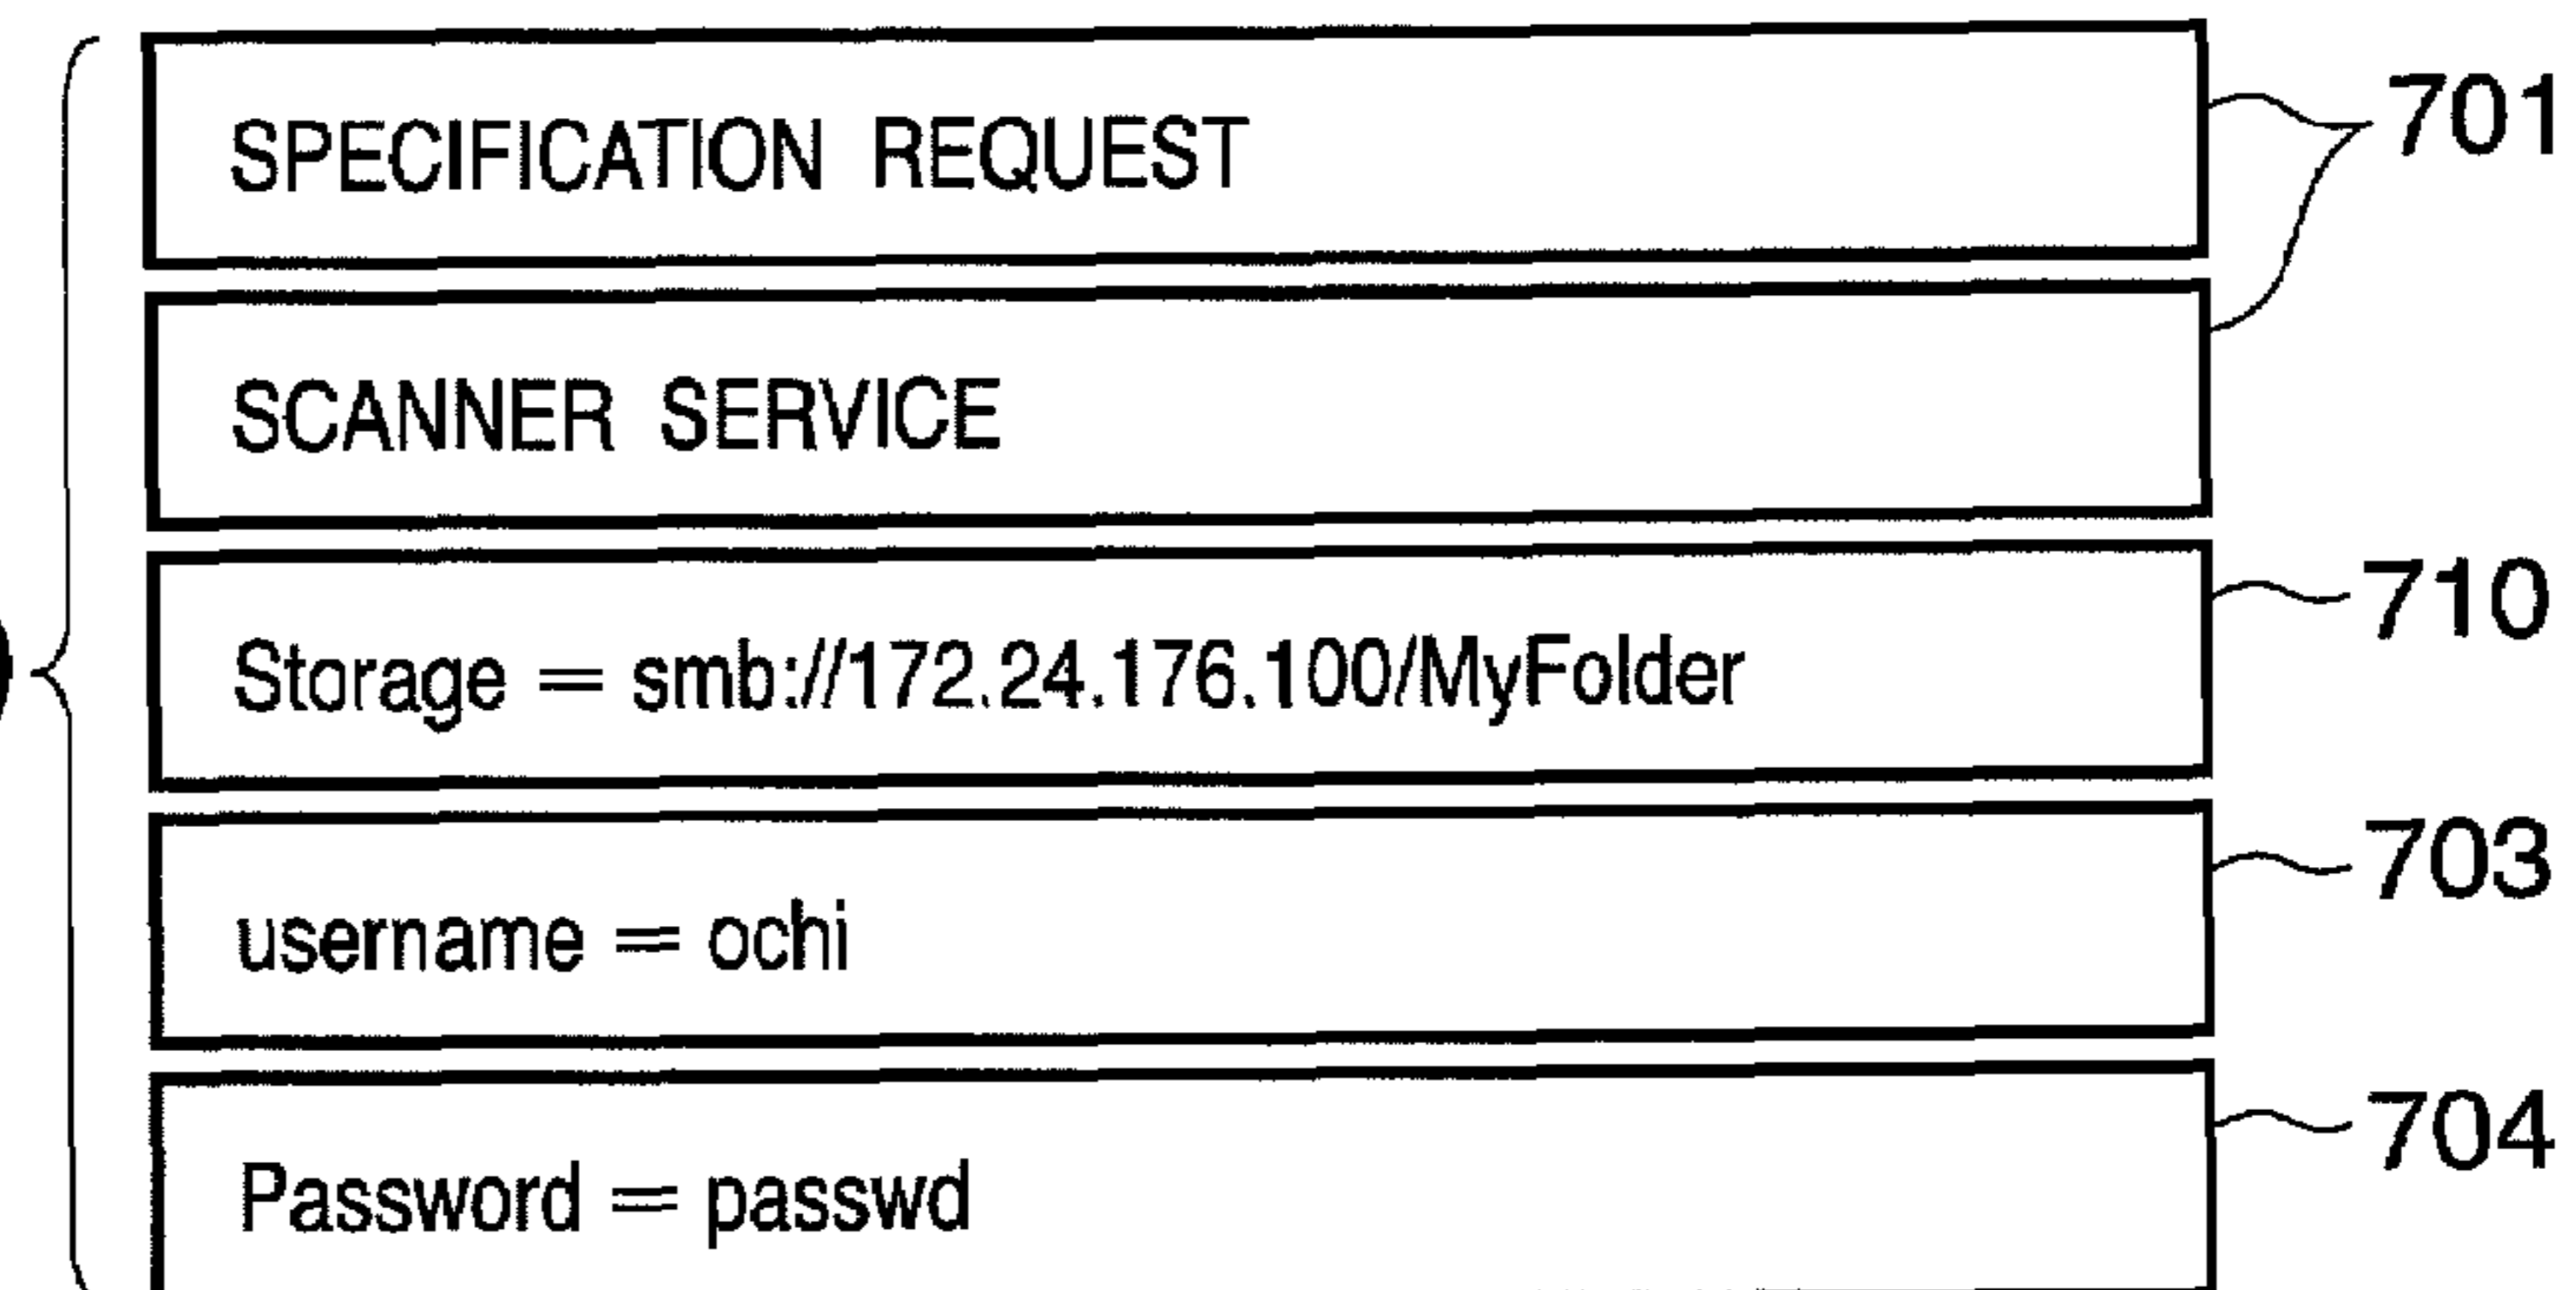 SPECIFICATION REQUEST
701
SCANNER SERVICE
Storage = smb://172.24.176.100/MyFolder
710
username = ochi
703
Password = passwd
704